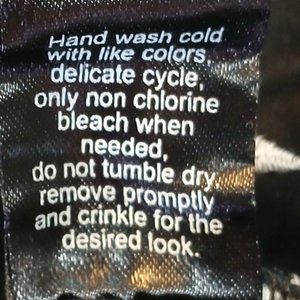 Hand wash cold
with like colors,
delicate cycle,
only non chlorine
bleach when
needed,
do not tumble dry
remove promptly
and crinkle for the
desired look.